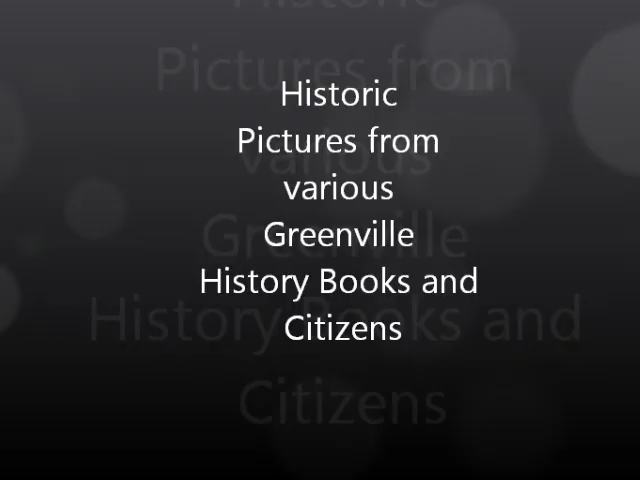 Historic
Pictures from
various
Greenville
History Books and
Citizens